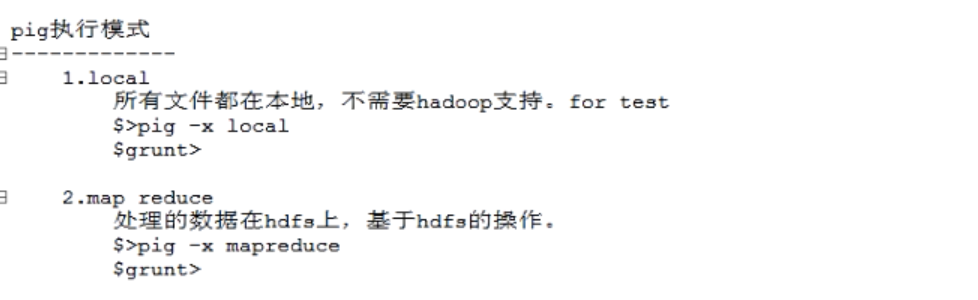 pig执行模式
-------------
1.local
所有文件都在本地，不需要hadoop支持。for test
$>pig -x local
$grunt>
2.map reduce
处理的数据在hdfs上，基于hdfs的操作。
$>pig -x mapreduce
$grunt>